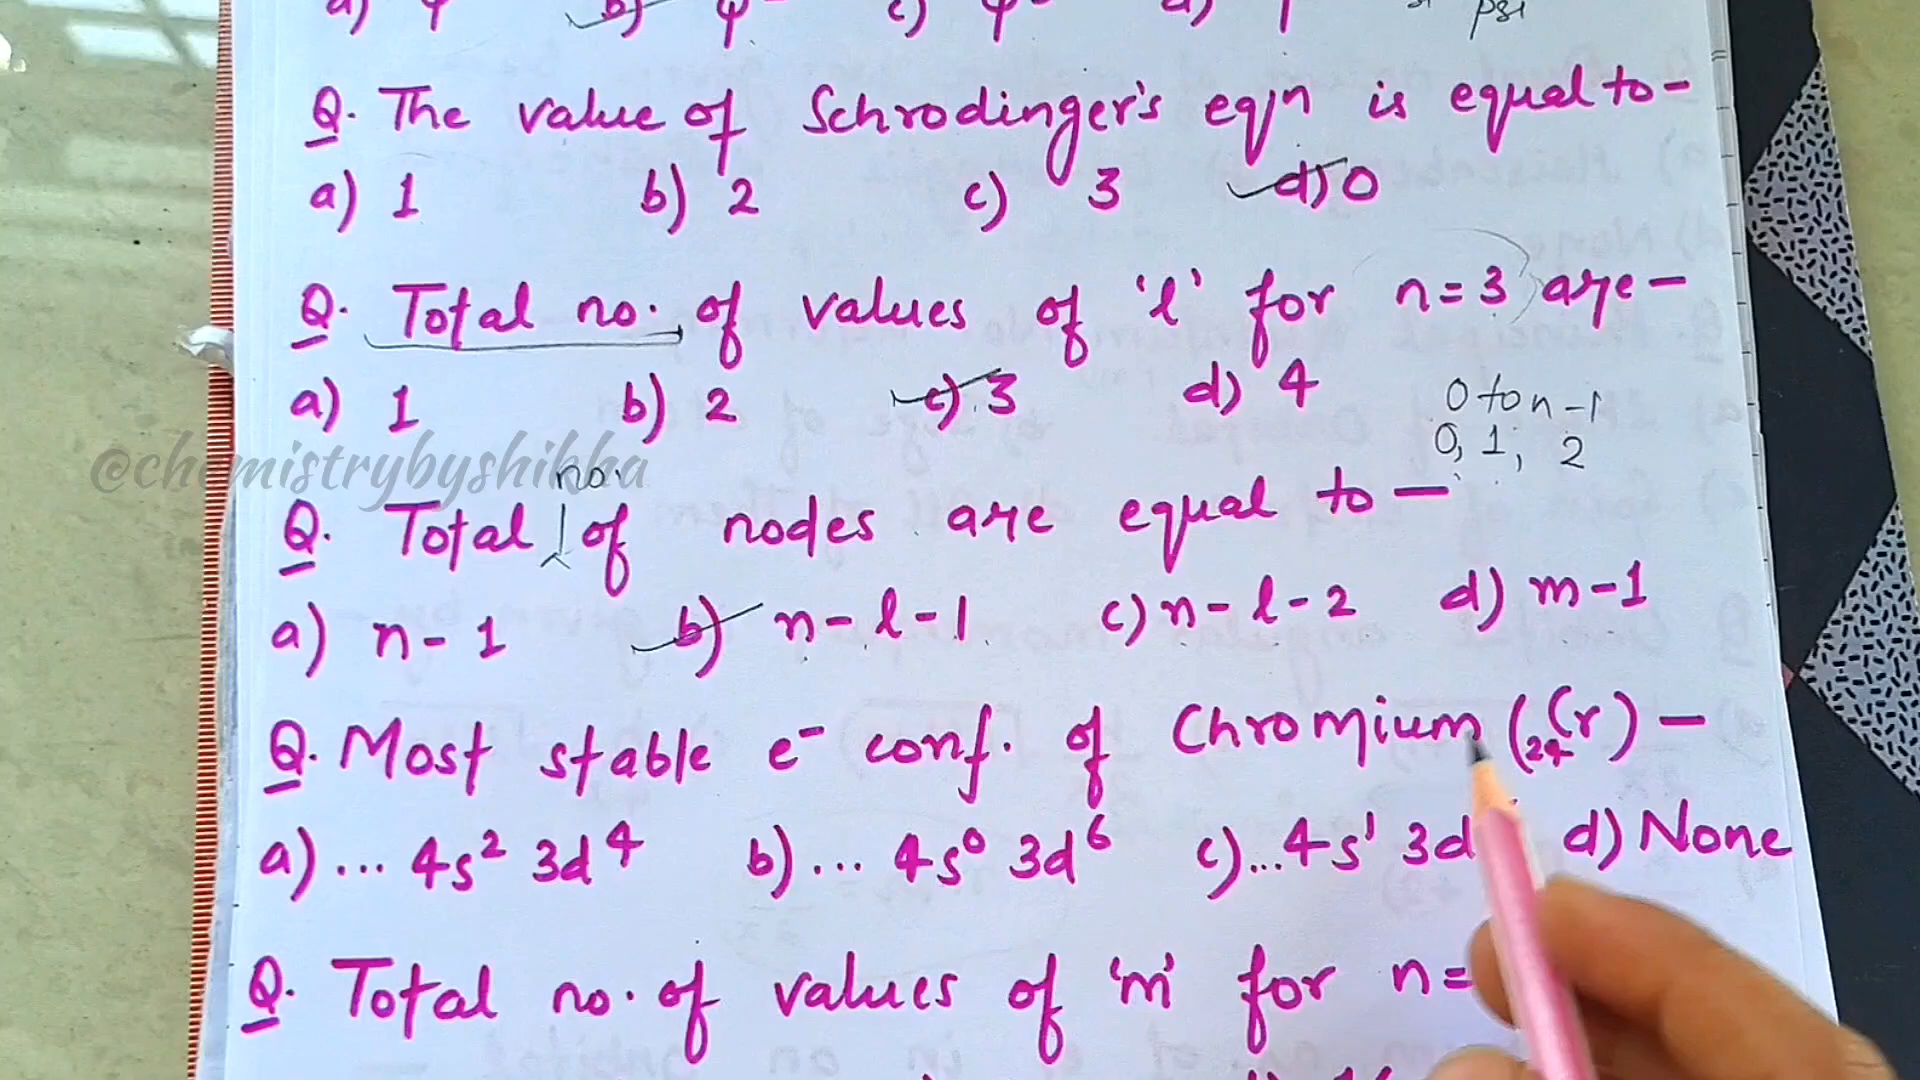 a) ψ b) ψ² c) ψ³ d) psi
Q. The value of Schrodinger's eqn is equal to-
a) 1 b) 2 c) 3 d) 0
Q. Total no. of values of 'l' for n=3 are-
a) 1 b) 2 c) 3 d) 4
0 to n-1
0, 1, 2
@chemistrybyshikha
no.
Q. Total of nodes are equal to-
a) n-1 b) n-l-1 c) n-l-2 d) m-1
Q. Most stable e⁻ conf. of Chromium (₂₄Cr) -
a) ... 4s² 3d⁴ b) ... 4s⁰ 3d⁶ c) ... 4s¹ 3d d) None
Q. Total no. of values of 'm' for n=